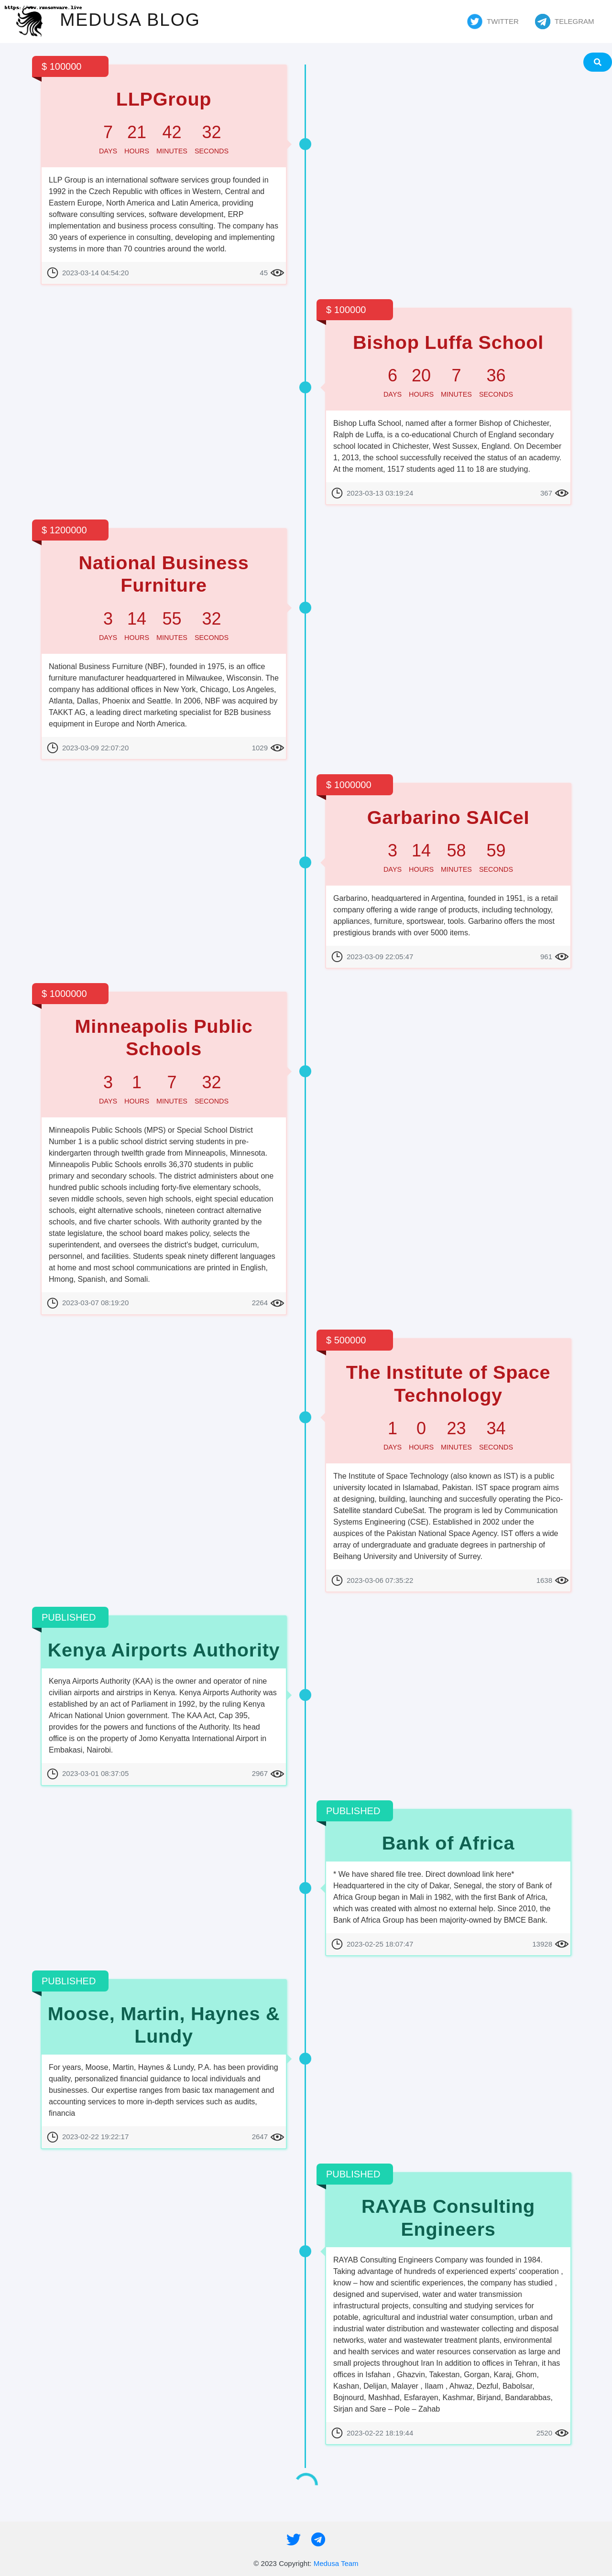 https://www.ransomware.live
MEDUSA BLOG
TWITTER
TELEGRAM
$ 100000
LLPGroup
7 21 42 32
DAYS HOURS MINUTES SECONDS
LLP Group is an international software services group founded in
1992 in the Czech Republic with offices in Western, Central and
Eastern Europe, North America and Latin America, providing
software consulting services, software development, ERP
implementation and business process consulting. The company has
30 years of experience in consulting, developing and implementing
systems in more than 70 countries around the world.
2023-03-14 04:54:20 45
$ 100000
Bishop Luffa School
6 20 7 36
DAYS HOURS MINUTES SECONDS
Bishop Luffa School, named after a former Bishop of Chichester,
Ralph de Luffa, is a co-educational Church of England secondary
school located in Chichester, West Sussex, England. On December
1, 2013, the school successfully received the status of an academy.
At the moment, 1517 students aged 11 to 18 are studying.
2023-03-13 03:19:24 367
$ 1200000
National Business
Furniture
3 14 55 32
DAYS HOURS MINUTES SECONDS
National Business Furniture (NBF), founded in 1975, is an office
furniture manufacturer headquartered in Milwaukee, Wisconsin. The
company has additional offices in New York, Chicago, Los Angeles,
Atlanta, Dallas, Phoenix and Seattle. In 2006, NBF was acquired by
TAKKT AG, a leading direct marketing specialist for B2B business
equipment in Europe and North America.
2023-03-09 22:07:20 1029
$ 1000000
Garbarino SAICeI
3 14 58 59
DAYS HOURS MINUTES SECONDS
Garbarino, headquartered in Argentina, founded in 1951, is a retail
company offering a wide range of products, including technology,
appliances, furniture, sportswear, tools. Garbarino offers the most
prestigious brands with over 5000 items.
2023-03-09 22:05:47 961
$ 1000000
Minneapolis Public
Schools
3 1 7 32
DAYS HOURS MINUTES SECONDS
Minneapolis Public Schools (MPS) or Special School District
Number 1 is a public school district serving students in pre-
kindergarten through twelfth grade from Minneapolis, Minnesota.
Minneapolis Public Schools enrolls 36,370 students in public
primary and secondary schools. The district administers about one
hundred public schools including forty-five elementary schools,
seven middle schools, seven high schools, eight special education
schools, eight alternative schools, nineteen contract alternative
schools, and five charter schools. With authority granted by the
state legislature, the school board makes policy, selects the
superintendent, and oversees the district's budget, curriculum,
personnel, and facilities. Students speak ninety different languages
at home and most school communications are printed in English,
Hmong, Spanish, and Somali.
2023-03-07 08:19:20 2264
$ 500000
The Institute of Space
Technology
1 0 23 34
DAYS HOURS MINUTES SECONDS
The Institute of Space Technology (also known as IST) is a public
university located in Islamabad, Pakistan. IST space program aims
at designing, building, launching and succesfully operating the Pico-
Satellite standard CubeSat. The program is led by Communication
Systems Engineering (CSE). Established in 2002 under the
auspices of the Pakistan National Space Agency. IST offers a wide
array of undergraduate and graduate degrees in partnership of
Beihang University and University of Surrey.
2023-03-06 07:35:22 1638
PUBLISHED
Kenya Airports Authority
Kenya Airports Authority (KAA) is the owner and operator of nine
civilian airports and airstrips in Kenya. Kenya Airports Authority was
established by an act of Parliament in 1992, by the ruling Kenya
African National Union government. The KAA Act, Cap 395,
provides for the powers and functions of the Authority. Its head
office is on the property of Jomo Kenyatta International Airport in
Embakasi, Nairobi.
2023-03-01 08:37:05 2967
PUBLISHED
Bank of Africa
* We have shared file tree. Direct download link here*
Headquartered in the city of Dakar, Senegal, the story of Bank of
Africa Group began in Mali in 1982, with the first Bank of Africa,
which was created with almost no external help. Since 2010, the
Bank of Africa Group has been majority-owned by BMCE Bank.
2023-02-25 18:07:47 13928
PUBLISHED
Moose, Martin, Haynes &
Lundy
For years, Moose, Martin, Haynes & Lundy, P.A. has been providing
quality, personalized financial guidance to local individuals and
businesses. Our expertise ranges from basic tax management and
accounting services to more in-depth services such as audits,
financia
2023-02-22 19:22:17 2647
PUBLISHED
RAYAB Consulting
Engineers
RAYAB Consulting Engineers Company was founded in 1984.
Taking advantage of hundreds of experienced experts' cooperation ,
know – how and scientific experiences, the company has studied ,
designed and supervised, water and water transmission
infrastructural projects, consulting and studying services for
potable, agricultural and industrial water consumption, urban and
industrial water distribution and wastewater collecting and disposal
networks, water and wastewater treatment plants, environmental
and health services and water resources conservation as large and
small projects throughout Iran In addition to offices in Tehran, it has
offices in Isfahan , Ghazvin, Takestan, Gorgan, Karaj, Ghom,
Kashan, Delijan, Malayer , Ilaam , Ahwaz, Dezful, Babolsar,
Bojnourd, Mashhad, Esfarayen, Kashmar, Birjand, Bandarabbas,
Sirjan and Sare – Pole – Zahab
2023-02-22 18:19:44 2520
© 2023 Copyright: Medusa Team